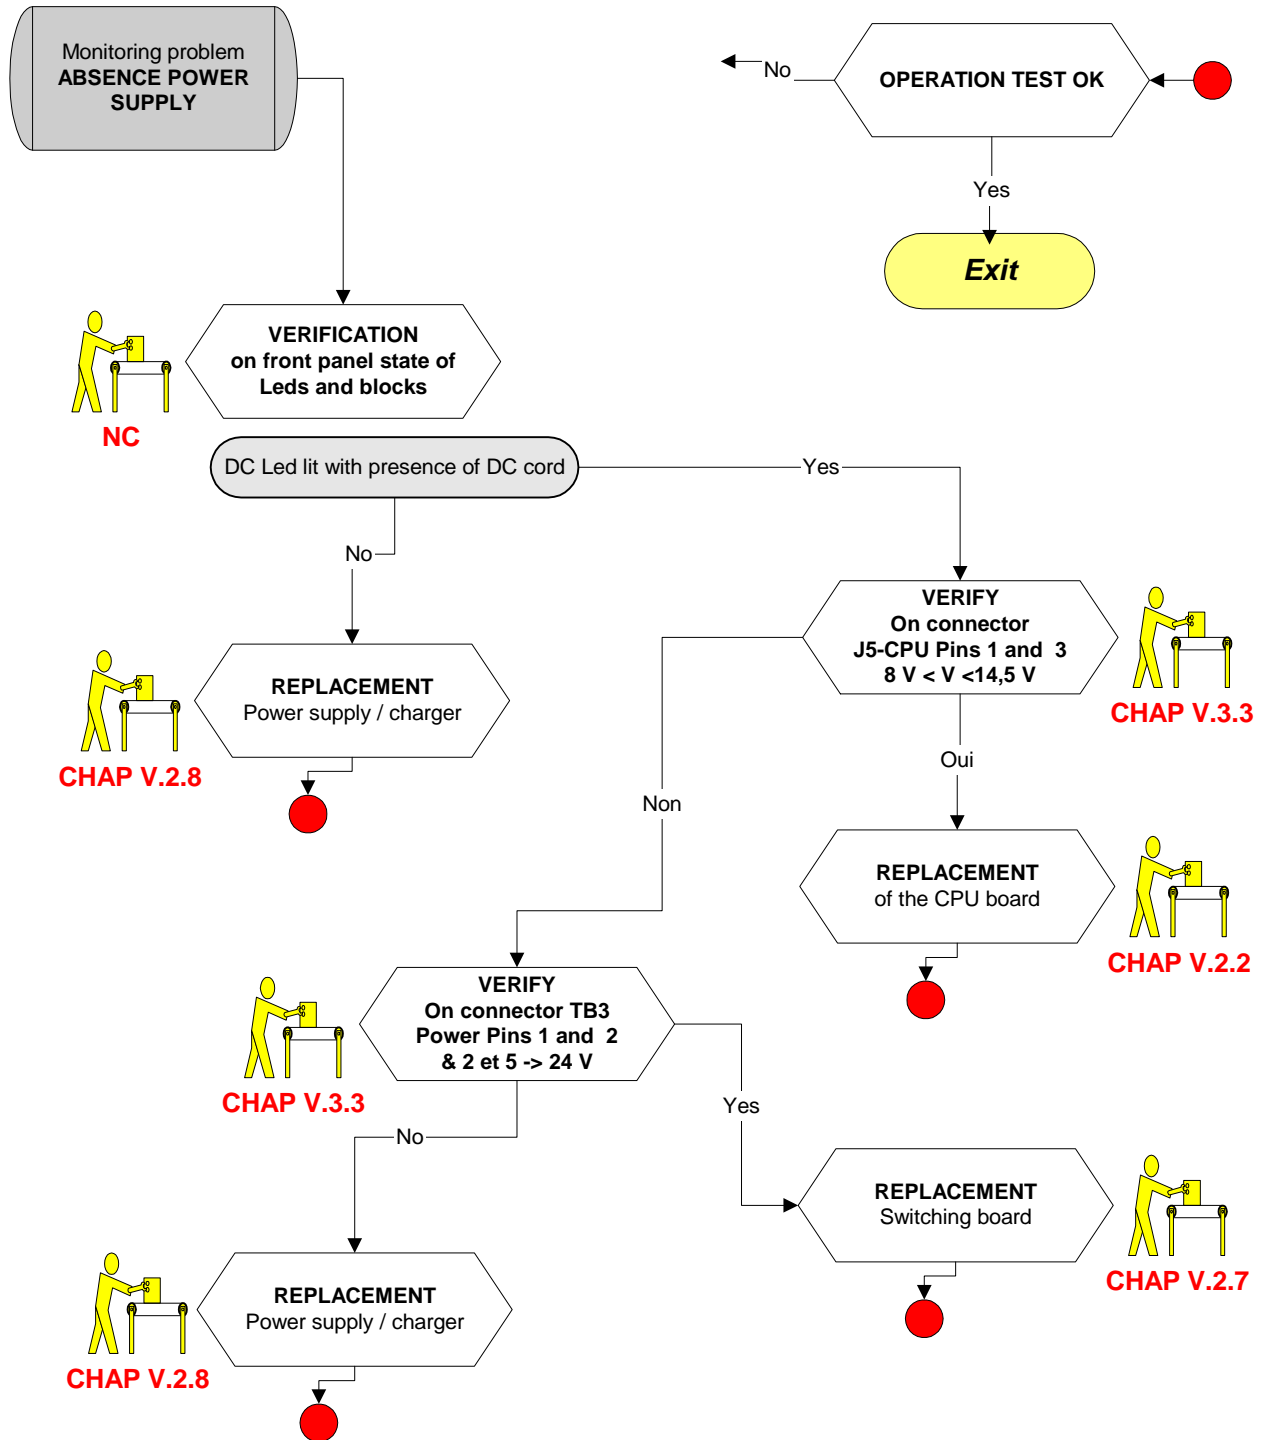 Monitoring problem
ABSENCE POWER
SUPPLY
No
OPERATION TEST OK
Yes
Exit
VERIFICATION
on front panel state of
Leds and blocks
NC
DC Led lit with presence of DC cord
Yes
No
VERIFY
On connector
J5-CPU Pins 1 and 3
8 V < V <14,5 V
CHAP V.3.3
REPLACEMENT
Power supply / charger
CHAP V.2.8
Oui
Non
REPLACEMENT
of the CPU board
CHAP V.2.2
VERIFY
On connector TB3
Power Pins 1 and 2
& 2 et 5 -> 24 V
CHAP V.3.3
Yes
No
REPLACEMENT
Switching board
CHAP V.2.7
REPLACEMENT
Power supply / charger
CHAP V.2.8